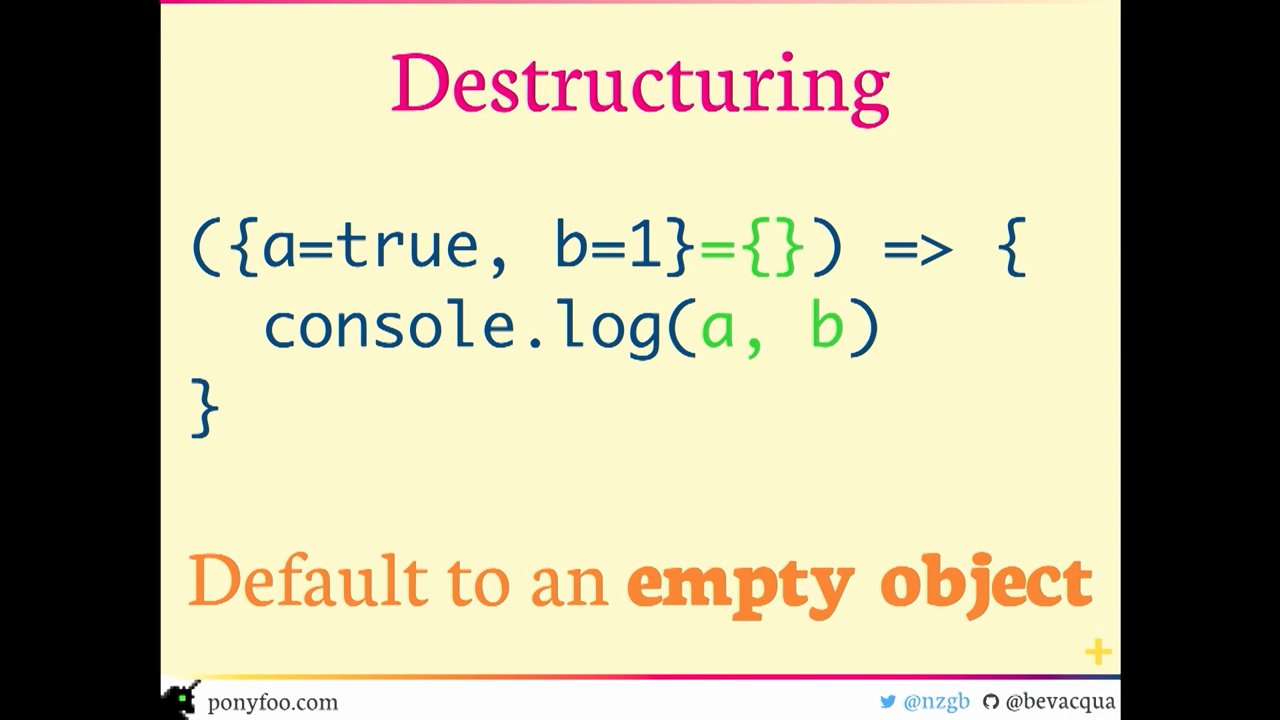 Destructuring
({a=true, b=1}={}) => {
  console.log(a, b)
}
Default to an empty object
+
ponyfoo.com @nzgb @bevacqua